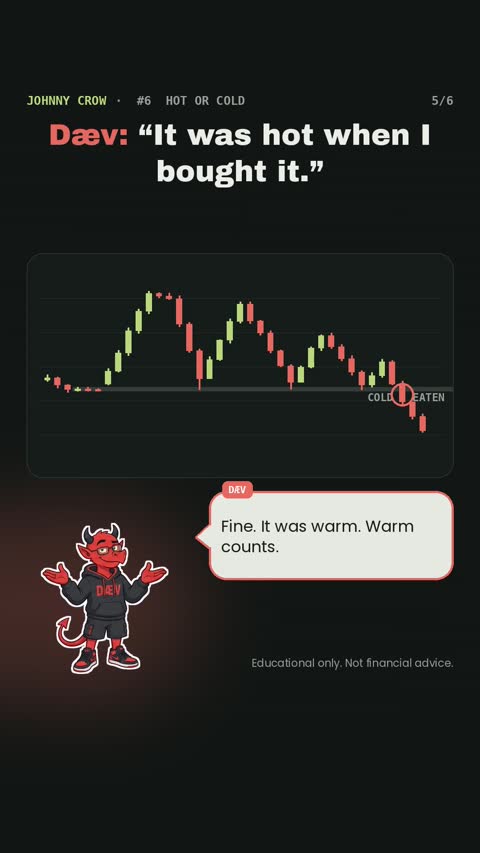 JOHNNY CROW · #6 HOT OR COLD 5/6
Dæv: “It was hot when I
bought it.”
COLD EATEN
DÆV
Fine. It was warm. Warm
counts.
DÆV
Educational only. Not financial advice.